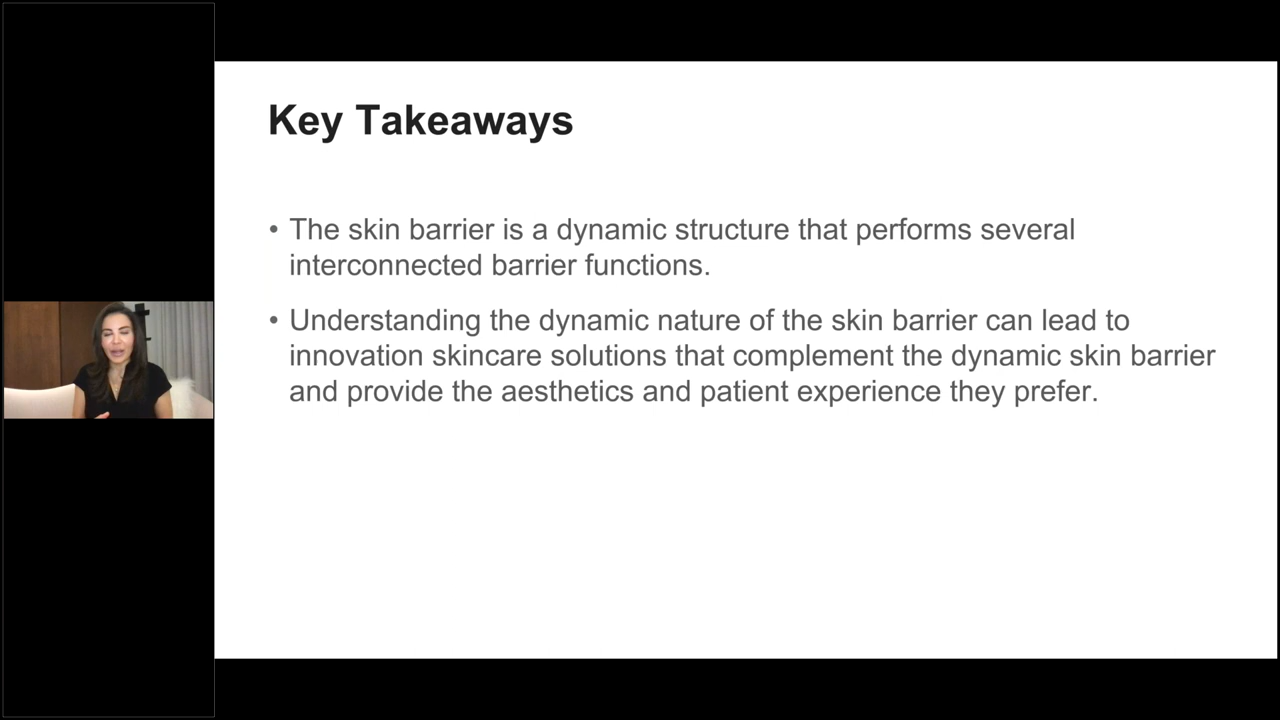 Key Takeaways
• The skin barrier is a dynamic structure that performs several
interconnected barrier functions.
• Understanding the dynamic nature of the skin barrier can lead to
innovation skincare solutions that complement the dynamic skin barrier
and provide the aesthetics and patient experience they prefer.